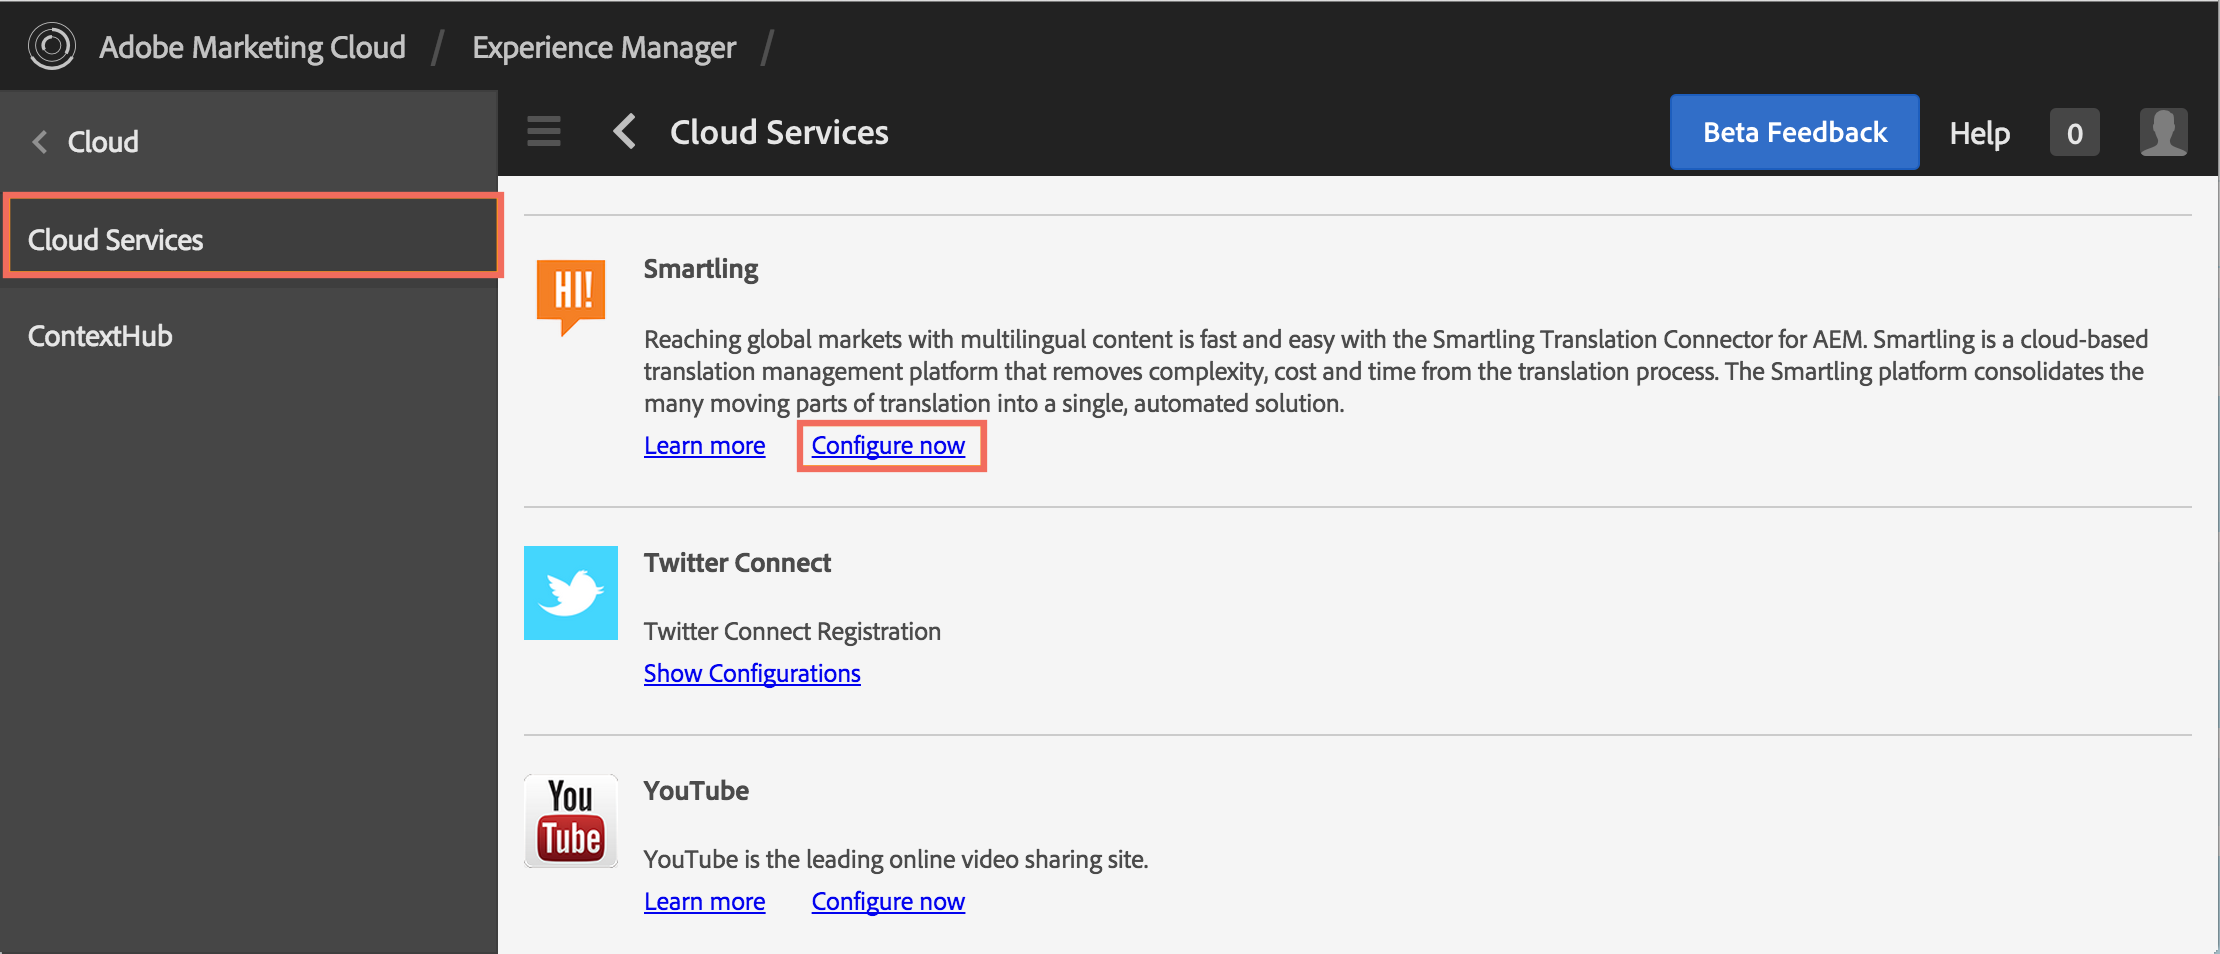 Adobe Marketing Cloud / Experience Manager /
Cloud
Cloud Services
ContextHub
Cloud Services
Beta Feedback
Help
0
HI!
Smartling
Reaching global markets with multilingual content is fast and easy with the Smartling Translation Connector for AEM. Smartling is a cloud-based
translation management platform that removes complexity, cost and time from the translation process. The Smartling platform consolidates the
many moving parts of translation into a single, automated solution.
Learn more Configure now
Twitter Connect
Twitter Connect Registration
Show Configurations
You
Tube
YouTube
YouTube is the leading online video sharing site.
Learn more Configure now